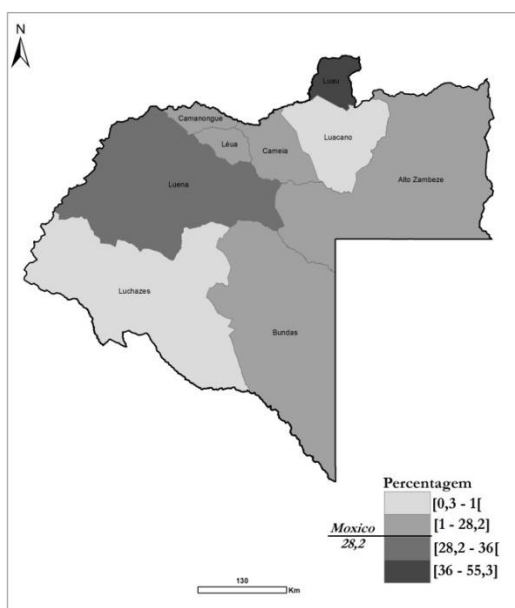 N
Luau
Camanongue
Luacano
Léua
Cameia
Alto Zambeze
Luena
Luchazes
Bundas
Percentagem
[0,3 - 1[
Moxico
28,2
[1 - 28,2]
[28,2 - 36[
[36 - 55,3]
130
Km